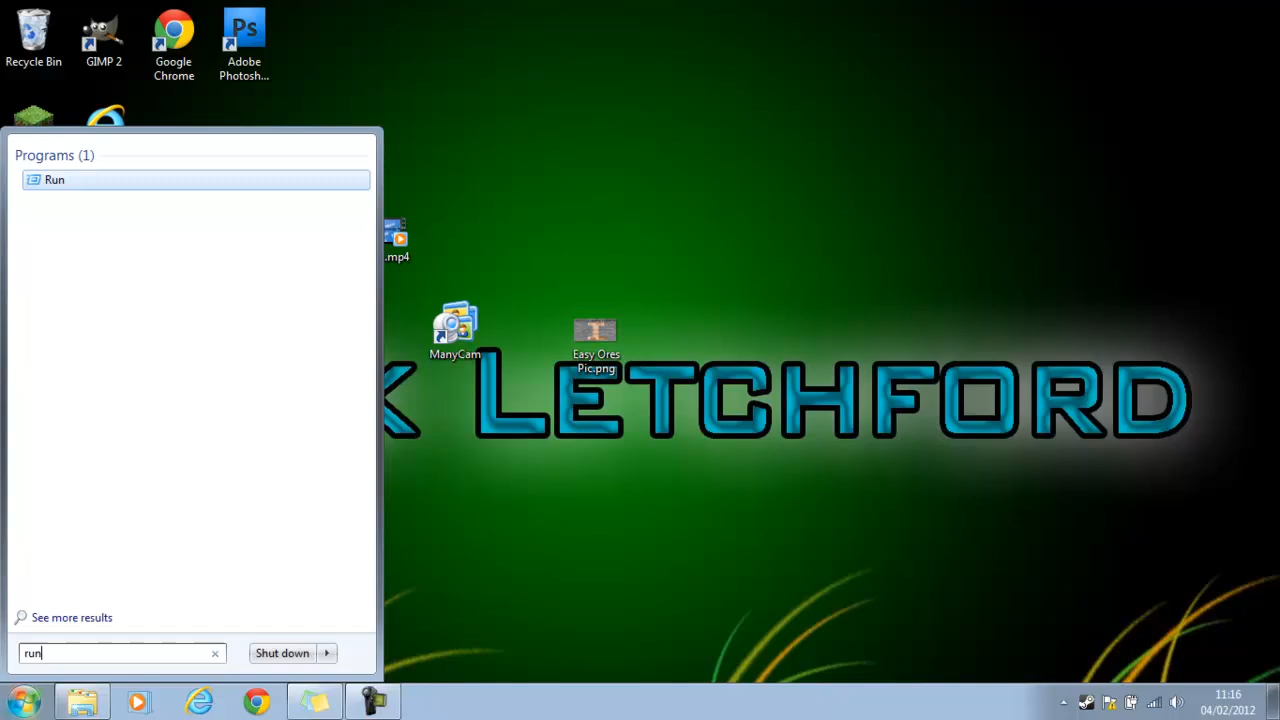 Recycle Bin
GIMP 2
Google
Chrome
Adobe
Photosh...
Ps
Programs (1)
Run
.mp4
ManyCam
Easy Ores
Pic.png
K LETCHFORD
See more results
run
Shut down
11:16
04/02/2012